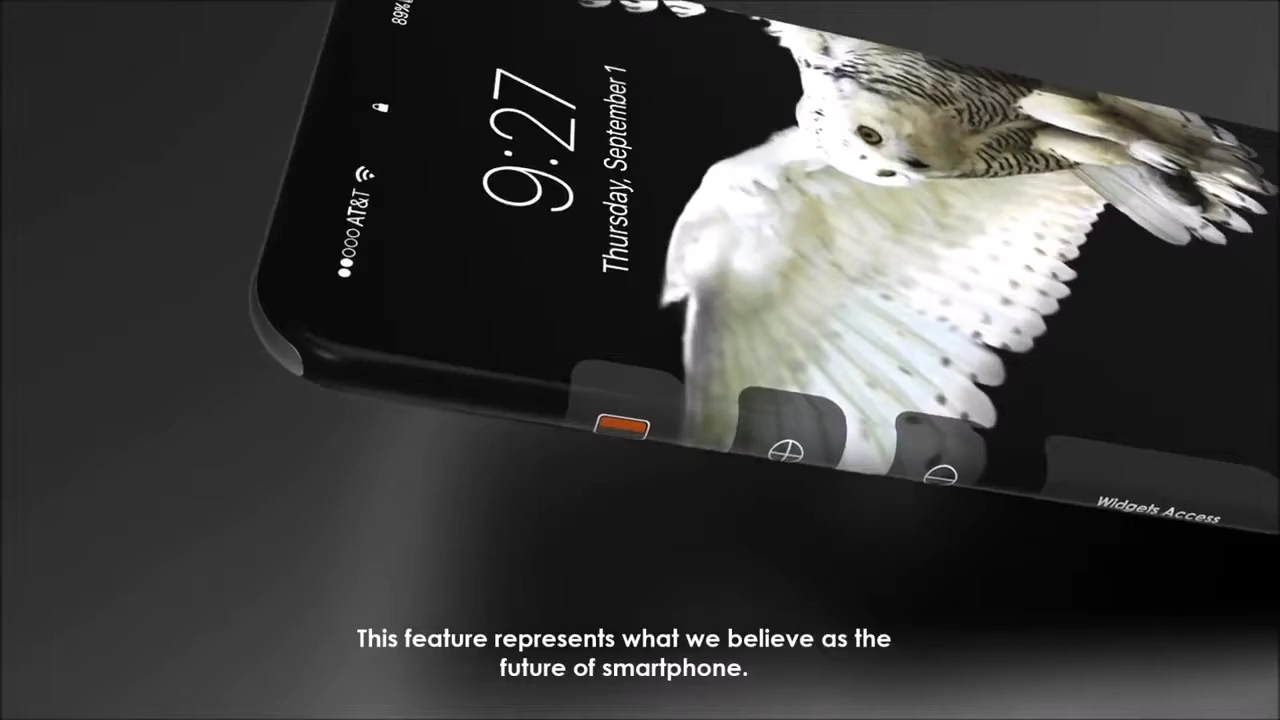 89%
●●○○○ AT&T
9:27
Thursday, September 1
Widgets Access
This feature represents what we believe as the
future of smartphone.